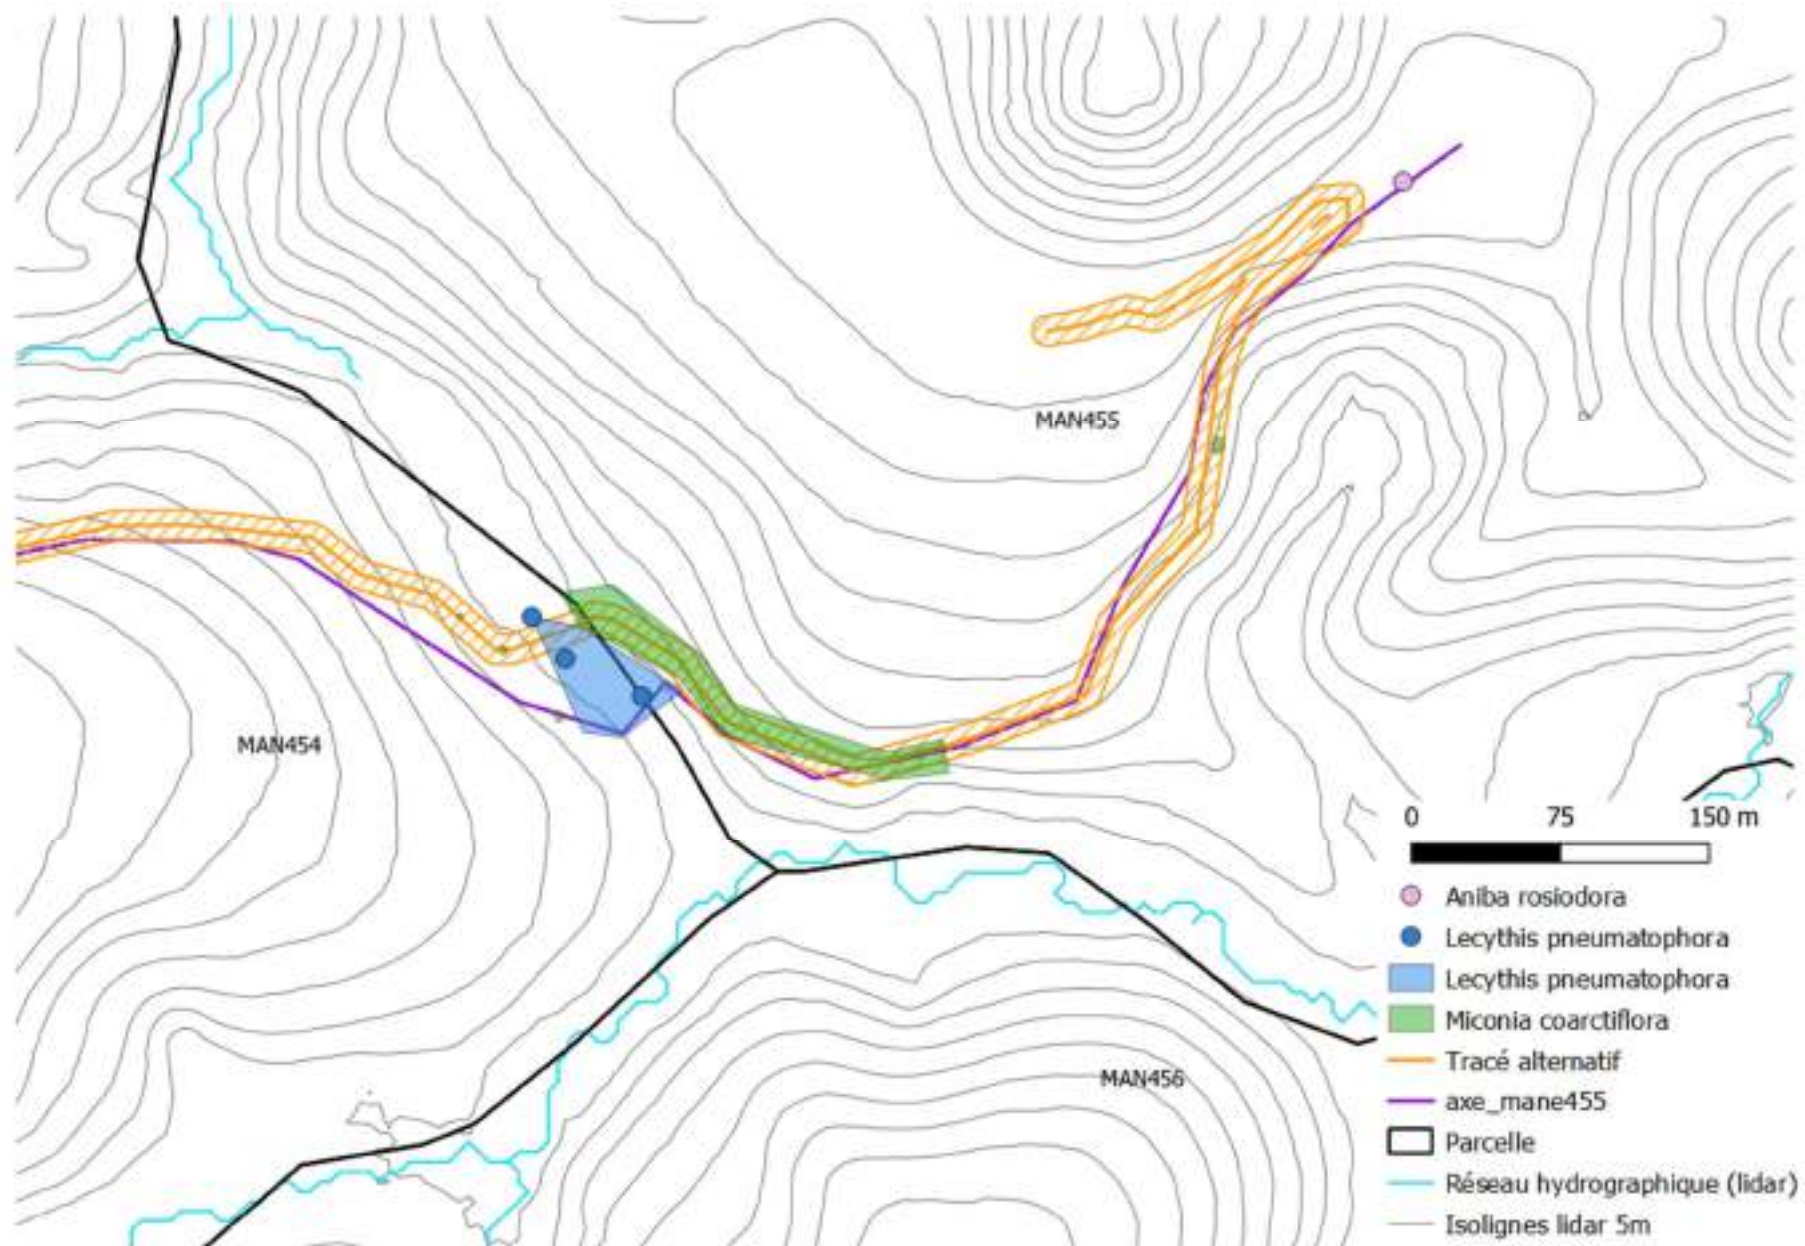 MAN455
MAN454
MAN456
0 75 150 m
Aniba rosiodora
Lecythis pneumatophora
Lecythis pneumatophora
Miconia coarctiflora
Tracé alternatif
axe_mane455
Parcelle
Réseau hydrographique (lidar)
Isolignes lidar 5m